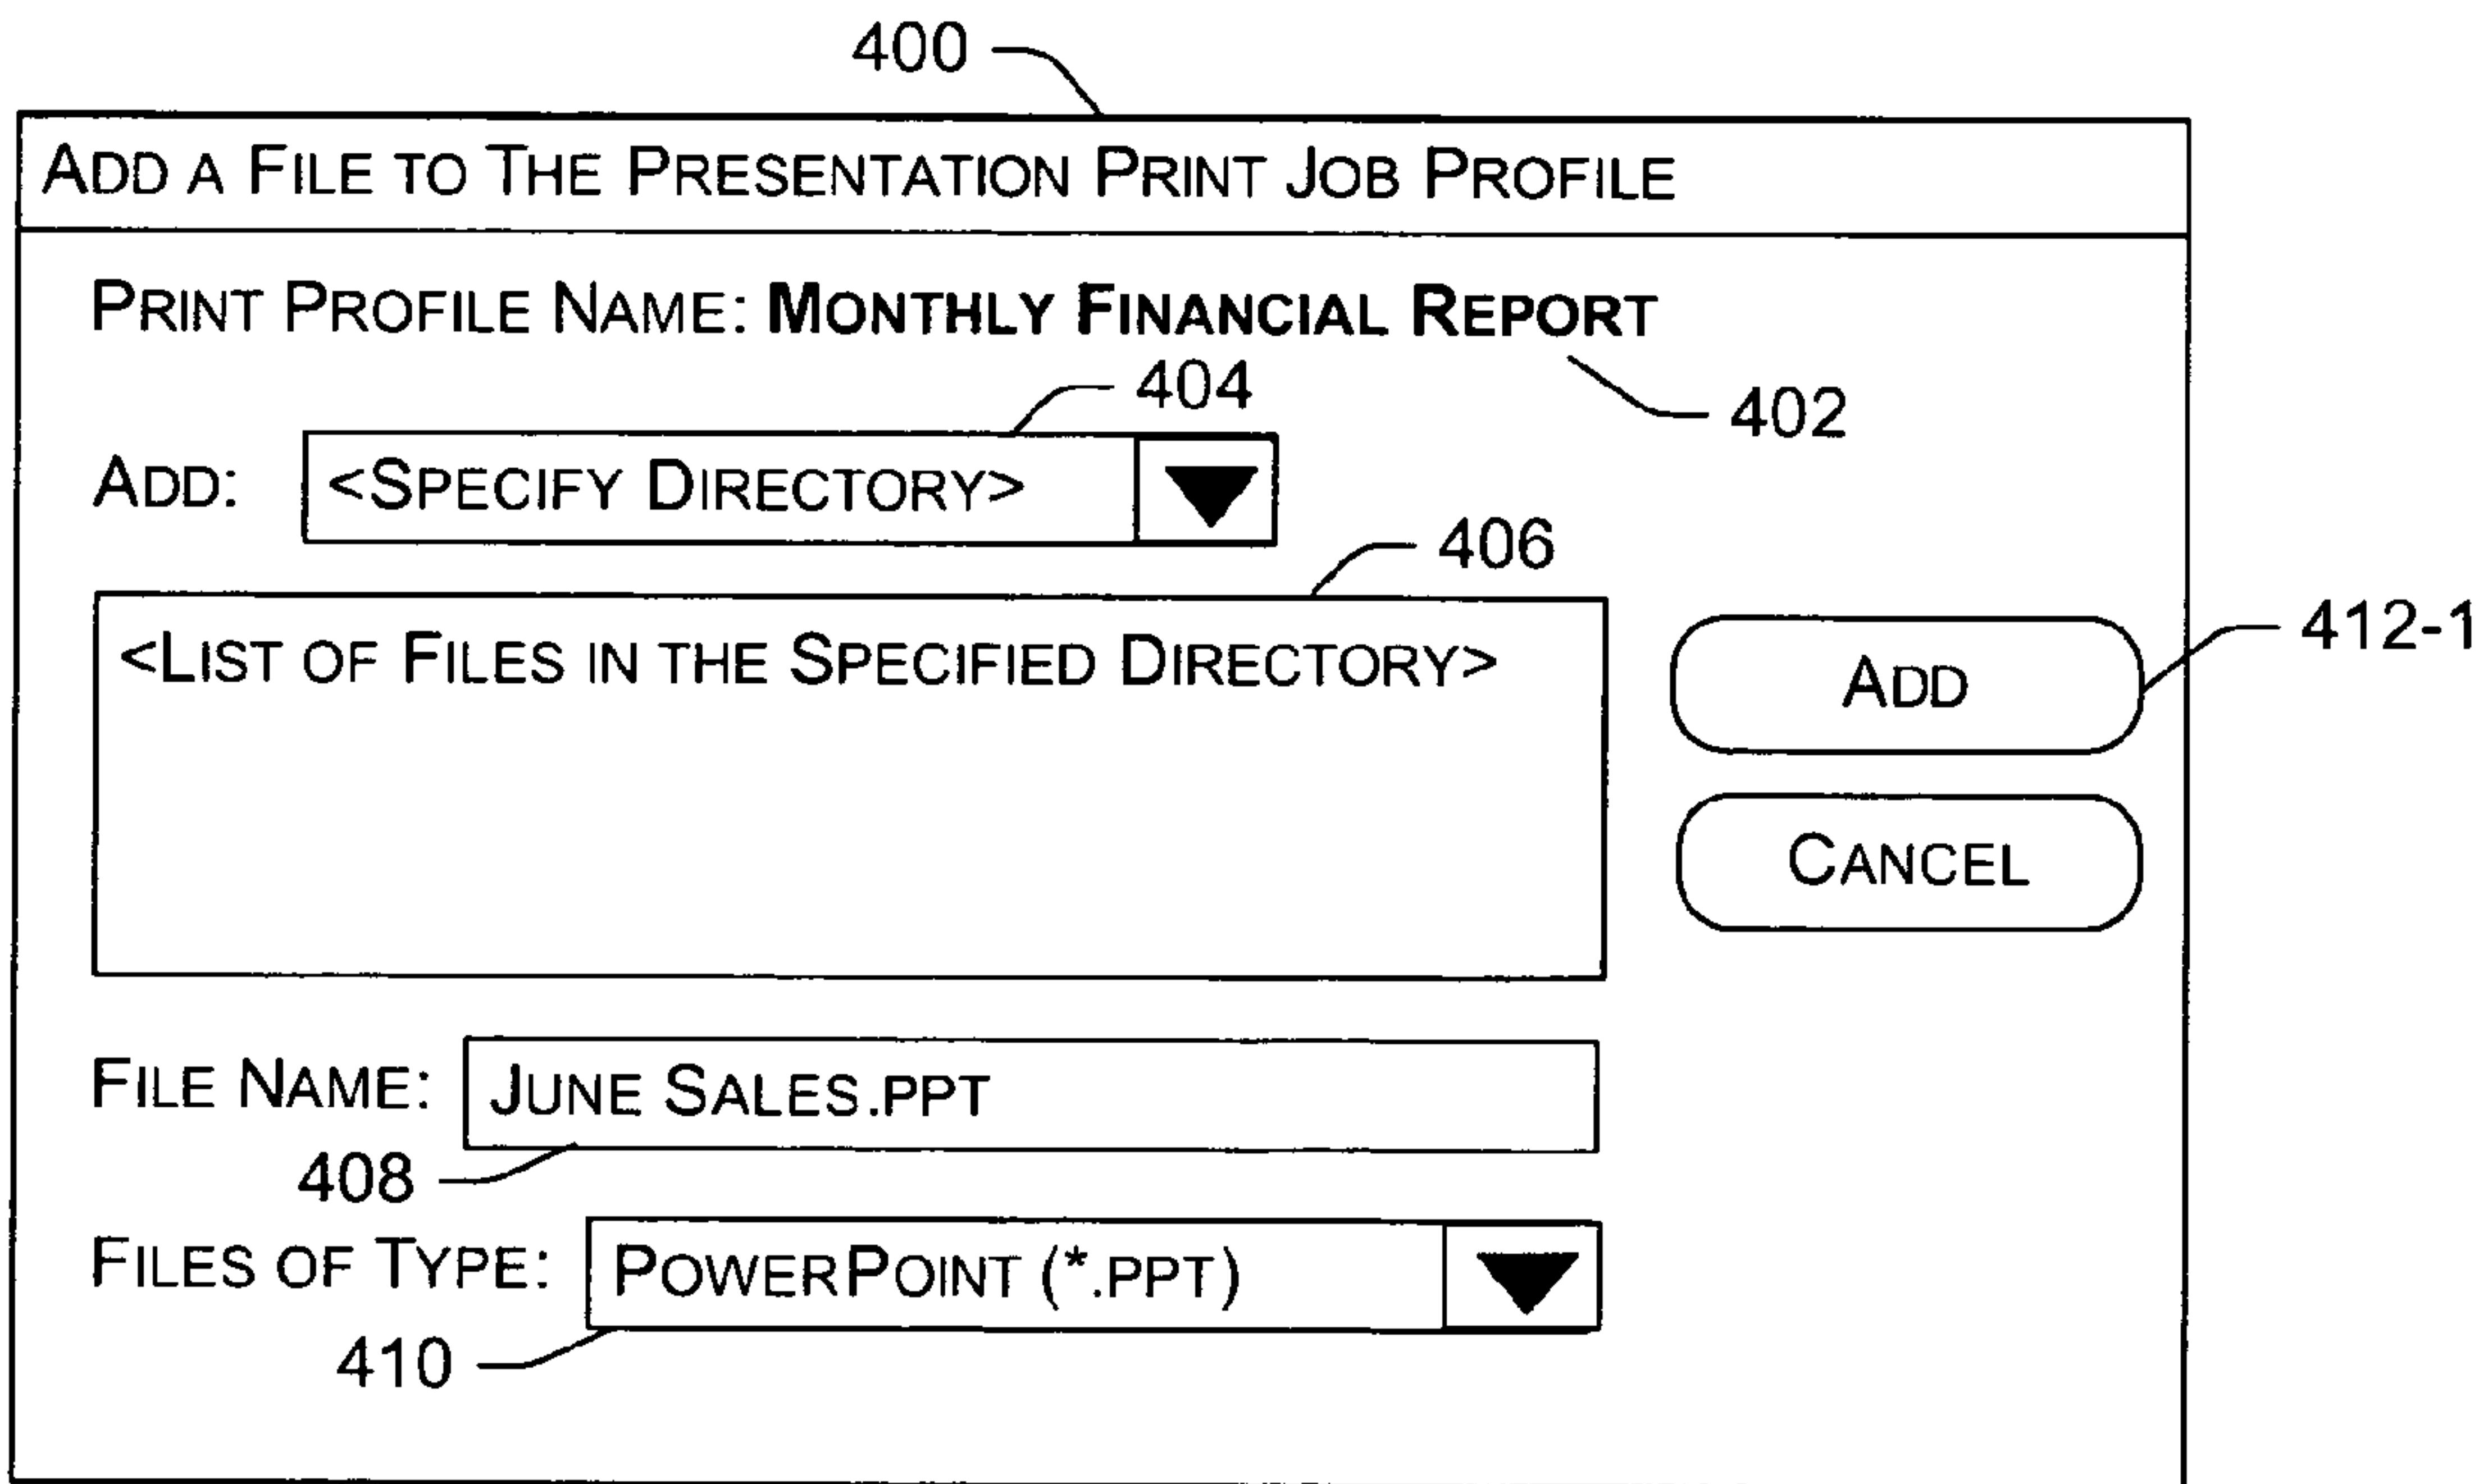 400
ADD A FILE TO THE PRESENTATION PRINT JOB PROFILE
PRINT PROFILE NAME: MONTHLY FINANCIAL REPORT
404
402
ADD: <SPECIFY DIRECTORY>
406
<LIST OF FILES IN THE SPECIFIED DIRECTORY>
412-1
ADD
CANCEL
FILE NAME: JUNE SALES.PPT
408
FILES OF TYPE: POWERPOINT (*.PPT)
410